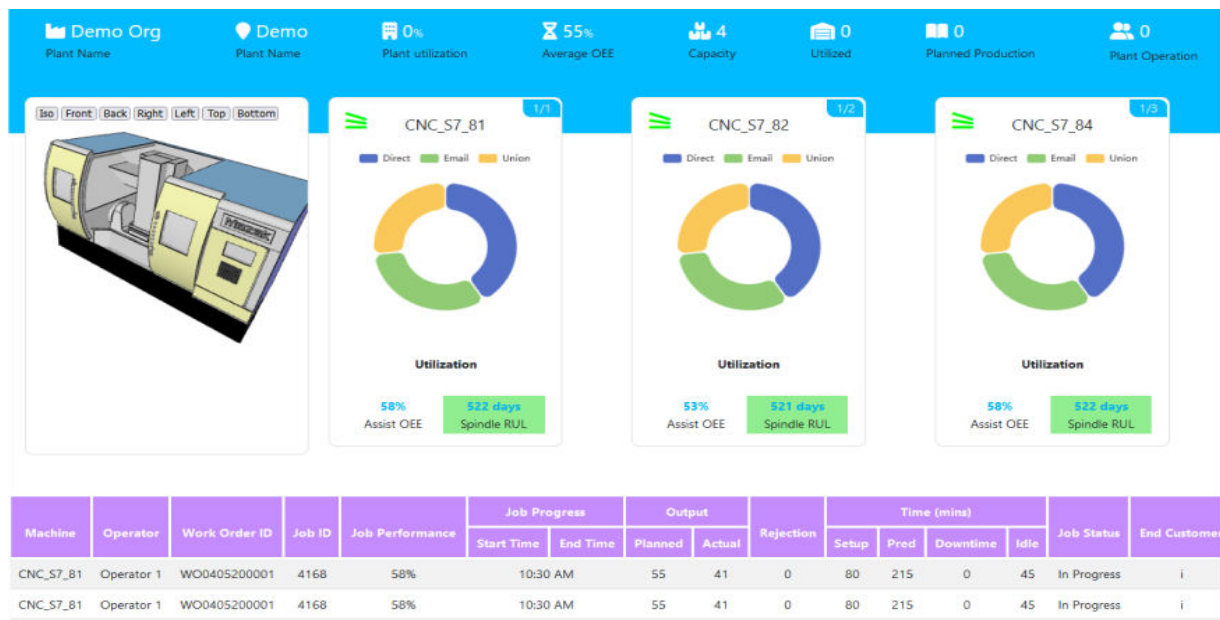 Demo Org
Plant Name
Demo
Plant Name
0%
Plant utilization
55%
Average OEE
4
Capacity
0
Utilized
0
Planned Production
0
Plant Operation
Iso Front Back Right Left Top Bottom
Mazak
1/1
CNC_S7_81
Direct Email Union
Utilization
58%
Assist OEE
522 days
Spindle RUL
1/2
CNC_S7_82
Direct Email Union
Utilization
53%
Assist OEE
521 days
Spindle RUL
1/3
CNC_S7_84
Direct Email Union
Utilization
58%
Assist OEE
522 days
Spindle RUL
Job Progress Output Time (mins)
Machine Operator Work Order ID Job ID Job Performance Rejection Job Status End Customer
Start Time End Time Planned Actual Setup Pred Downtime Idle
CNC_S7_81 Operator 1 WO0405200001 4168 58% 10:30 AM 55 41 0 80 215 0 45 In Progress i
CNC_S7_81 Operator 1 WO0405200001 4168 58% 10:30 AM 55 41 0 80 215 0 45 In Progress i